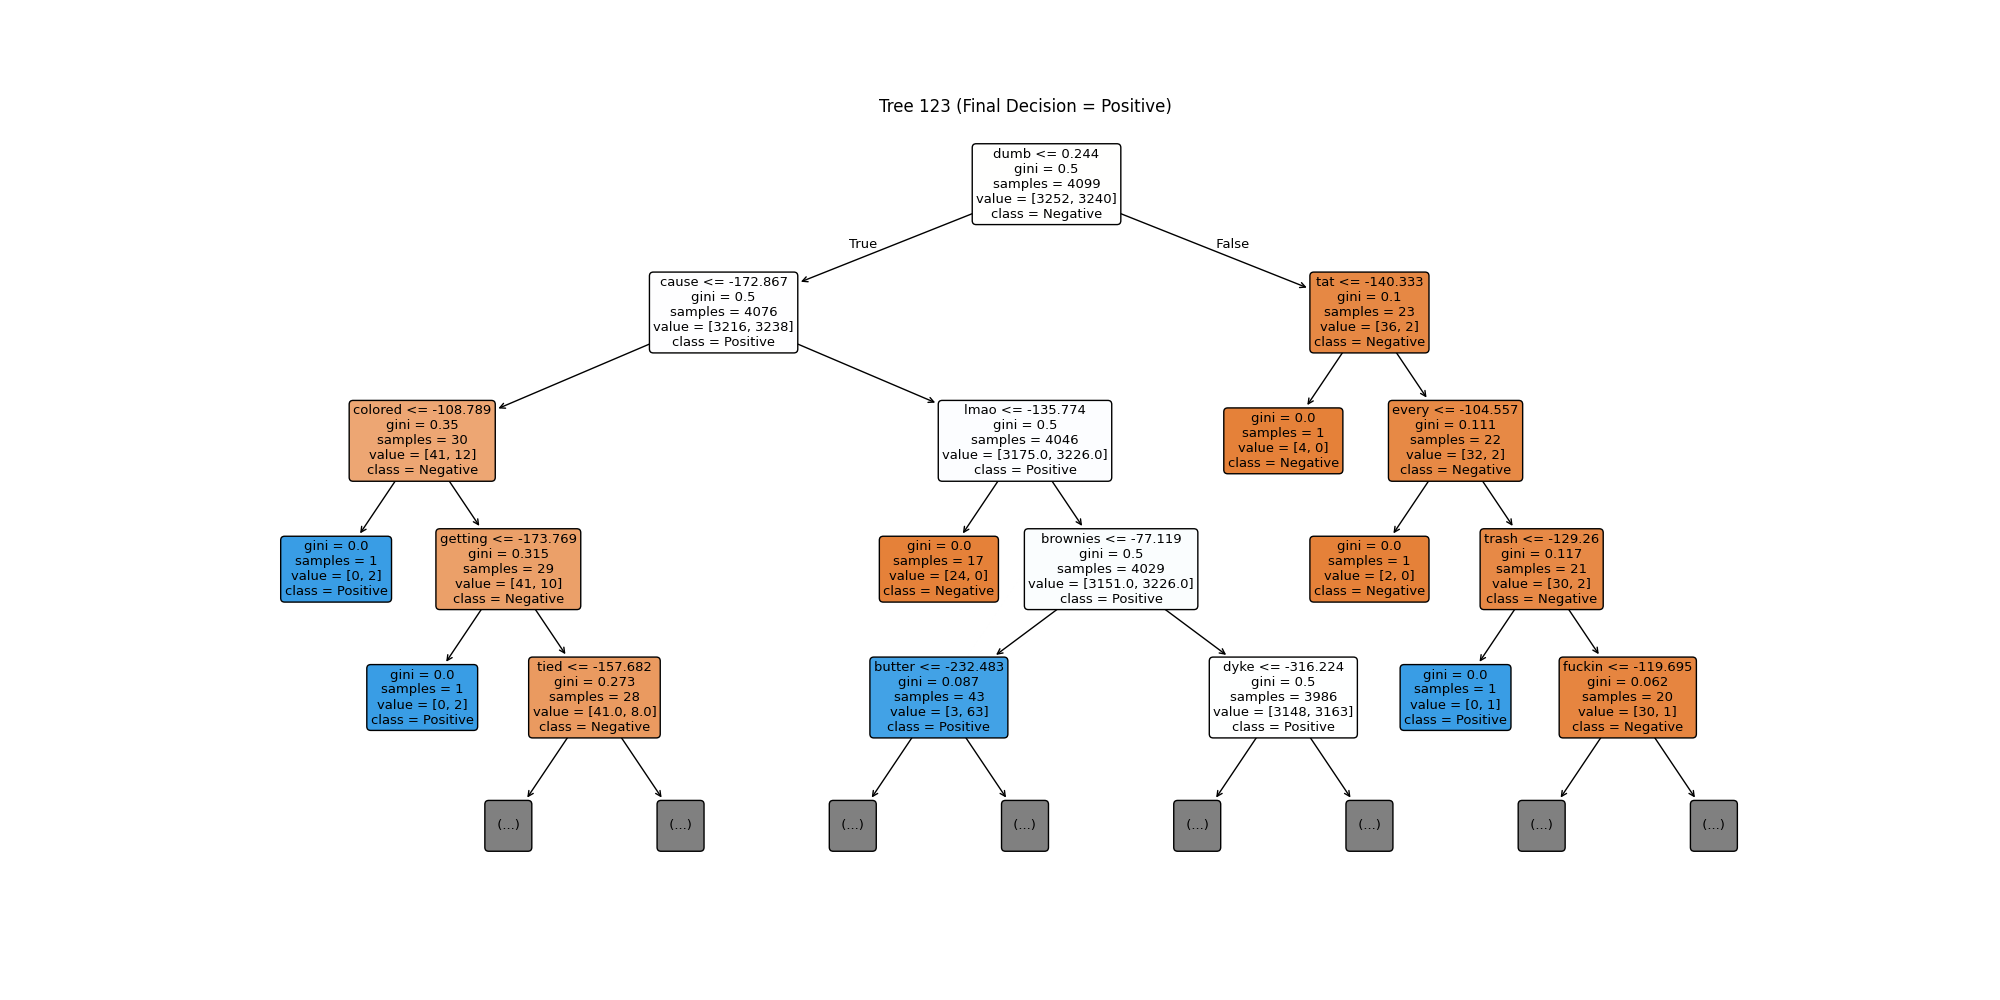 Tree 123 (Final Decision = Positive)
dumb <= 0.244
gini = 0.5
samples = 4099
value = [3252, 3240]
class = Negative
True
False
cause <= -172.867
gini = 0.5
samples = 4076
value = [3216, 3238]
class = Positive
tat <= -140.333
gini = 0.1
samples = 23
value = [36, 2]
class = Negative
colored <= -108.789
gini = 0.35
samples = 30
value = [41, 12]
class = Negative
lmao <= -135.774
gini = 0.5
samples = 4046
value = [3175.0, 3226.0]
class = Positive
gini = 0.0
samples = 1
value = [4, 0]
class = Negative
every <= -104.557
gini = 0.111
samples = 22
value = [32, 2]
class = Negative
gini = 0.0
samples = 1
value = [0, 2]
class = Positive
getting <= -173.769
gini = 0.315
samples = 29
value = [41, 10]
class = Negative
gini = 0.0
samples = 17
value = [24, 0]
class = Negative
brownies <= -77.119
gini = 0.5
samples = 4029
value = [3151.0, 3226.0]
class = Positive
gini = 0.0
samples = 1
value = [2, 0]
class = Negative
trash <= -129.26
gini = 0.117
samples = 21
value = [30, 2]
class = Negative
gini = 0.0
samples = 1
value = [0, 2]
class = Positive
tied <= -157.682
gini = 0.273
samples = 28
value = [41.0, 8.0]
class = Negative
butter <= -232.483
gini = 0.087
samples = 43
value = [3, 63]
class = Positive
dyke <= -316.224
gini = 0.5
samples = 3986
value = [3148, 3163]
class = Positive
gini = 0.0
samples = 1
value = [0, 1]
class = Positive
fuckin <= -119.695
gini = 0.062
samples = 20
value = [30, 1]
class = Negative
(...)
(...)
(...)
(...)
(...)
(...)
(...)
(...)